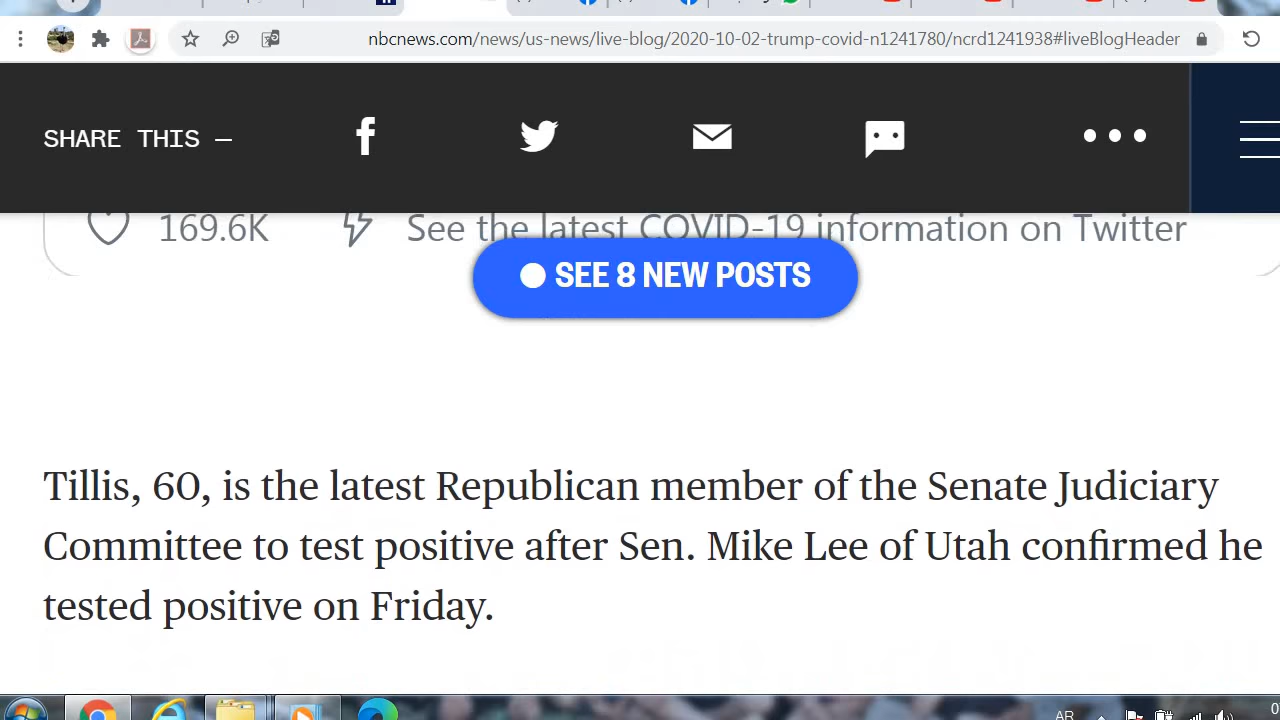 nbcnews.com/news/us-news/live-blog/2020-10-02-trump-covid-n1241780/ncrd1241938#liveBlogHeader
SHARE THIS —
169.6K See the latest COVID-19 information on Twitter
SEE 8 NEW POSTS
Tillis, 60, is the latest Republican member of the Senate Judiciary
Committee to test positive after Sen. Mike Lee of Utah confirmed he
tested positive on Friday.
AR